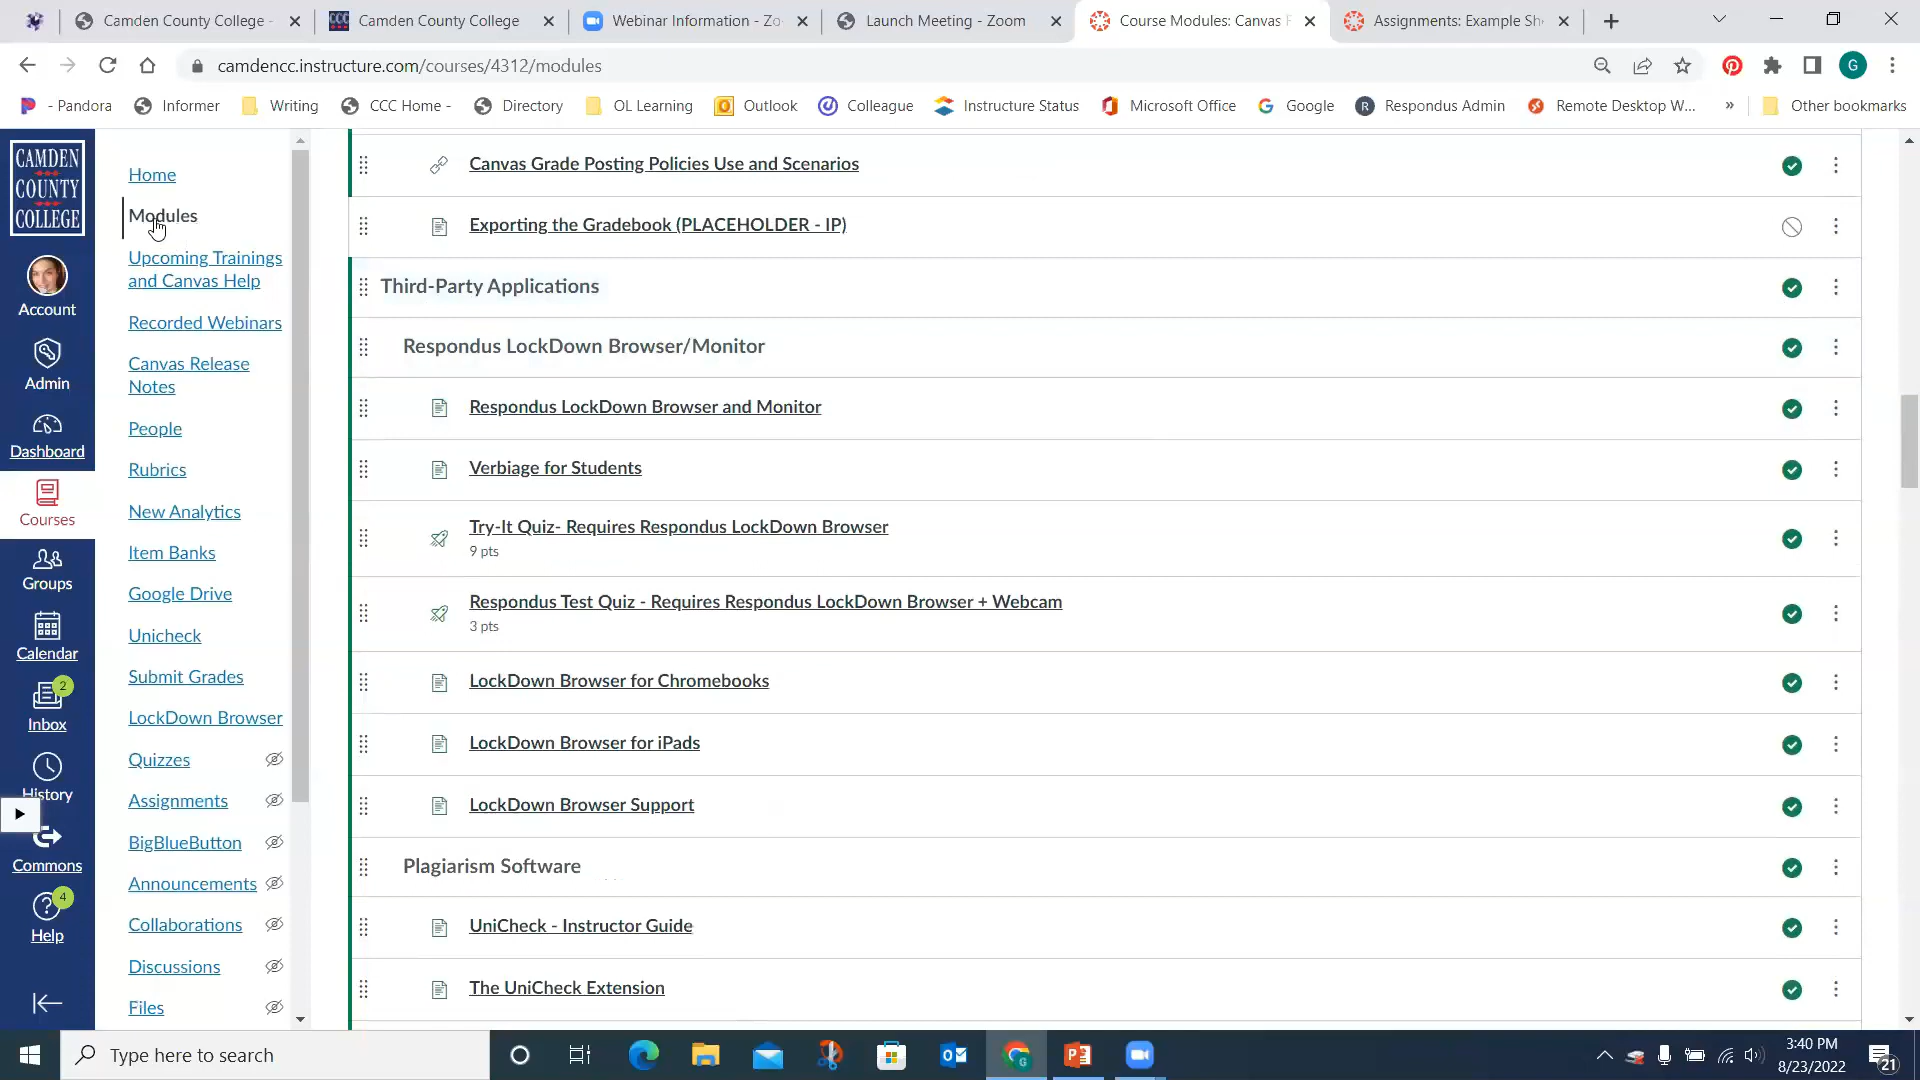 Camden County College -
Camden County College
Webinar Information - Zo
Launch Meeting - Zoom
Course Modules: Canvas F
Assignments: Example Sh
camdencc.instructure.com/courses/4312/modules
G
- Pandora
Informer
Writing
CCC Home -
Directory
OL Learning
Outlook
Colleague
Instructure Status
Microsoft Office
Google
Respondus Admin
Remote Desktop W...
»
Other bookmarks
CAMDEN
COUNTY
COLLEGE
Account
Admin
Dashboard
Courses
Groups
Calendar
2
Inbox
History
Commons
4
Help
Home
Modules
Upcoming Trainings
and Canvas Help
Recorded Webinars
Canvas Release
Notes
People
Rubrics
New Analytics
Item Banks
Google Drive
Unicheck
Submit Grades
LockDown Browser
Quizzes
Assignments
BigBlueButton
Announcements
Collaborations
Discussions
Files
Canvas Grade Posting Policies Use and Scenarios
Exporting the Gradebook (PLACEHOLDER - IP)
Third-Party Applications
Respondus LockDown Browser/Monitor
Respondus LockDown Browser and Monitor
Verbiage for Students
Try-It Quiz- Requires Respondus LockDown Browser
9 pts
Respondus Test Quiz - Requires Respondus LockDown Browser + Webcam
3 pts
LockDown Browser for Chromebooks
LockDown Browser for iPads
LockDown Browser Support
Plagiarism Software
UniCheck - Instructor Guide
The UniCheck Extension
Type here to search
3:40 PM
8/23/2022
21